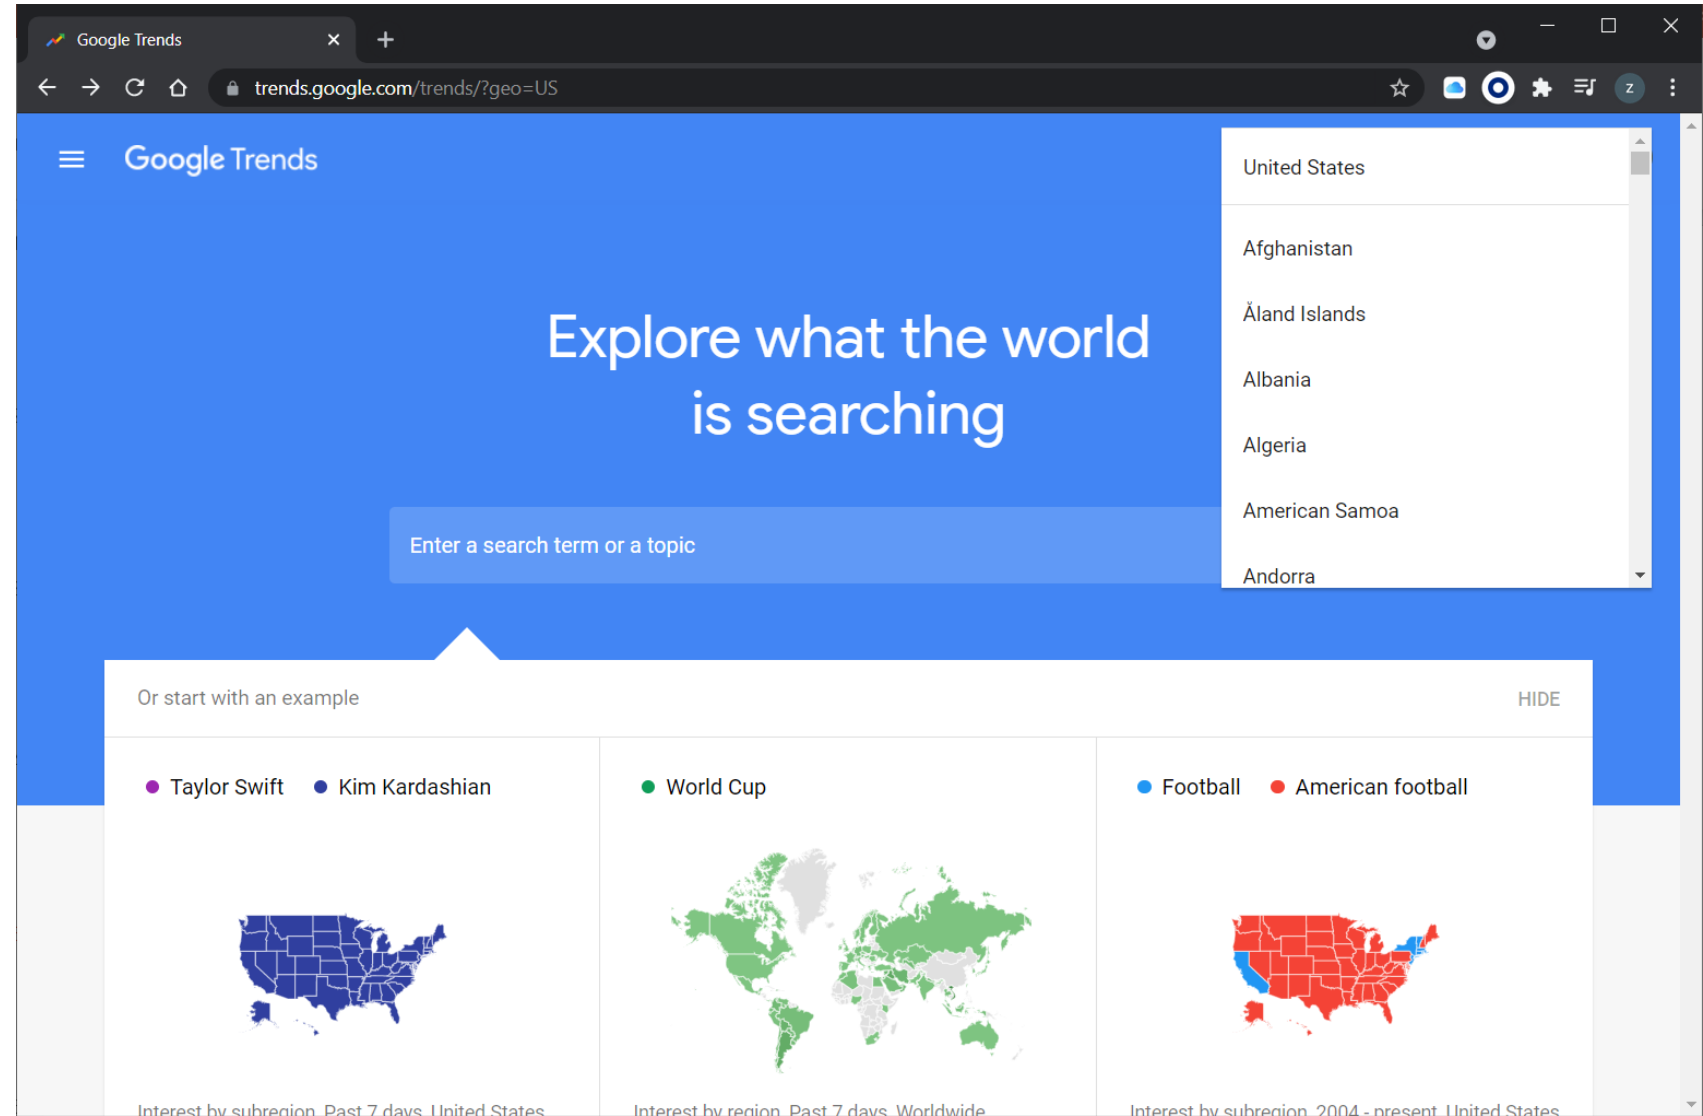 Google Trends
trends.google.com/trends/?geo=US
z
Google Trends
United States
Afghanistan
Ăland Islands
Albania
Algeria
American Samoa
Andorra
Explore what the world
is searching
Enter a search term or a topic
Or start with an example
HIDE
Taylor Swift
Kim Kardashian
World Cup
Football
American football
Interest by subregion, Past 7 days, United States
Interest by region, Past 7 days, Worldwide
Interest by subregion, 2004 - present, United States